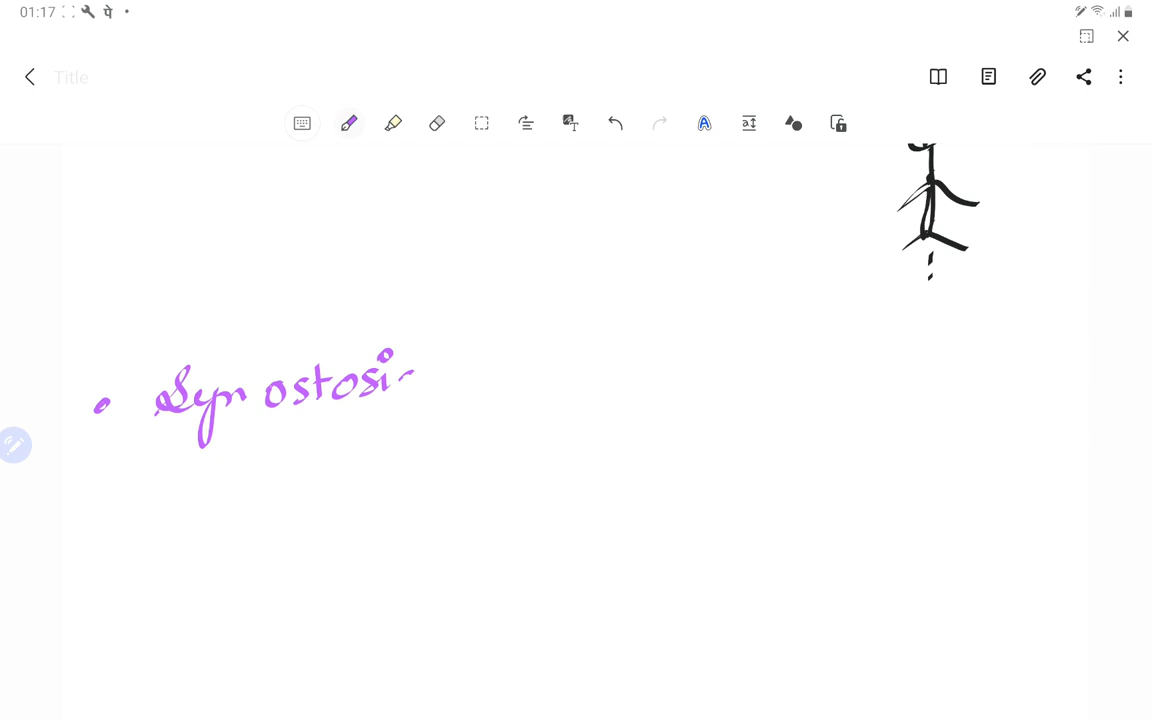 01:17 पे
Title
• Synostosi-